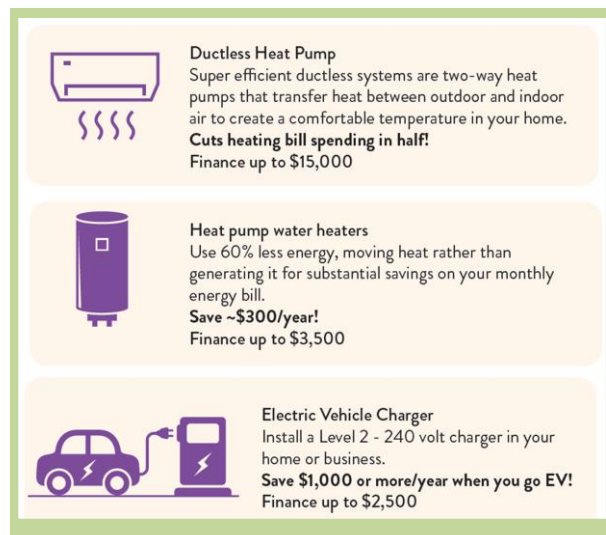 Ductless Heat Pump
Super efficient ductless systems are two-way heat
pumps that transfer heat between outdoor and indoor
air to create a comfortable temperature in your home.
Cuts heating bill spending in half!
Finance up to $15,000
Heat pump water heaters
Use 60% less energy, moving heat rather than
generating it for substantial savings on your monthly
energy bill.
Save ~$300/year!
Finance up to $3,500
Electric Vehicle Charger
Install a Level 2 - 240 volt charger in your
home or business.
Save $1,000 or more/year when you go EV!
Finance up to $2,500